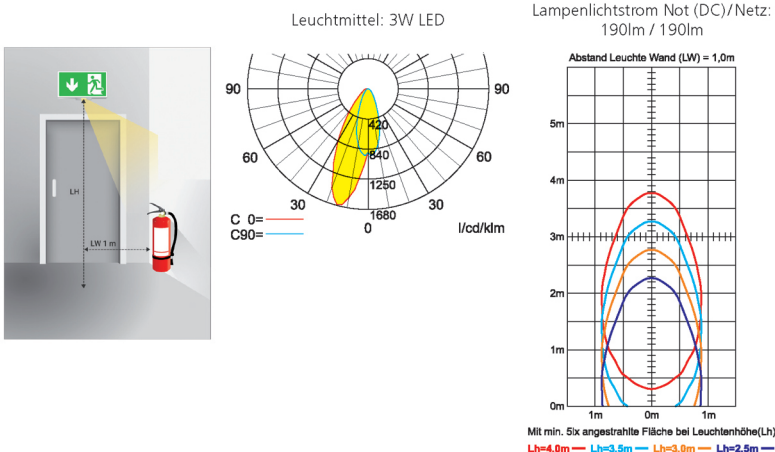 Leuchtmittel: 3W LED
Lampenlichtstrom Not (DC)/Netz:
190lm / 190lm
LH
LW 1 m
90
90
60
60
30
30
0
420
840
1250
1680
C 0=
C90=
l/cd/klm
Abstand Leuchte Wand (LW) = 1,0m
5m
4m
3m
2m
1m
0m
1m
0m
1m
Mit min. 5lx angestrahlte Fläche bei Leuchtenhöhe(Lh)
Lh=4.0m Lh=3.5m Lh=3.0m Lh=2.5m